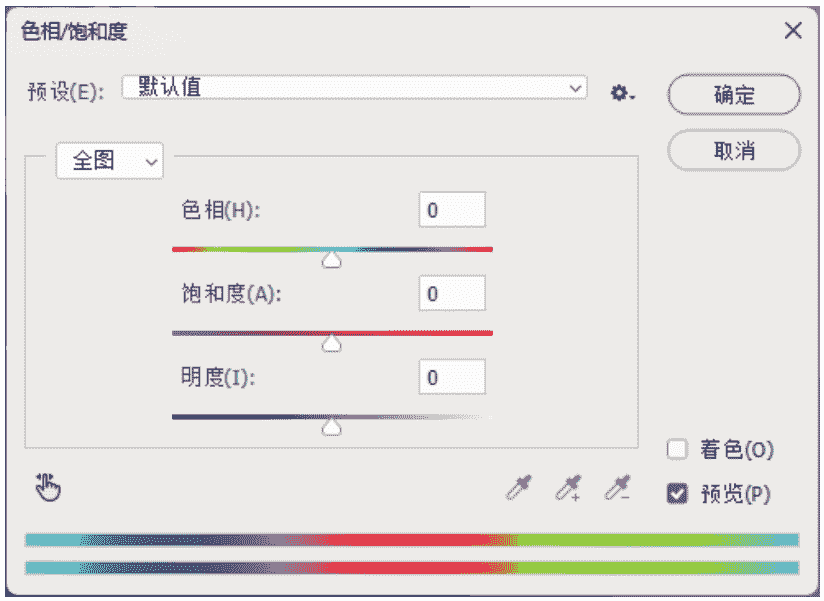 色相/饱和度
预设(E): 默认值
确定
取消
全图
色相(H): 0
饱和度(A): 0
明度(I): 0
着色(O)
预览(P)